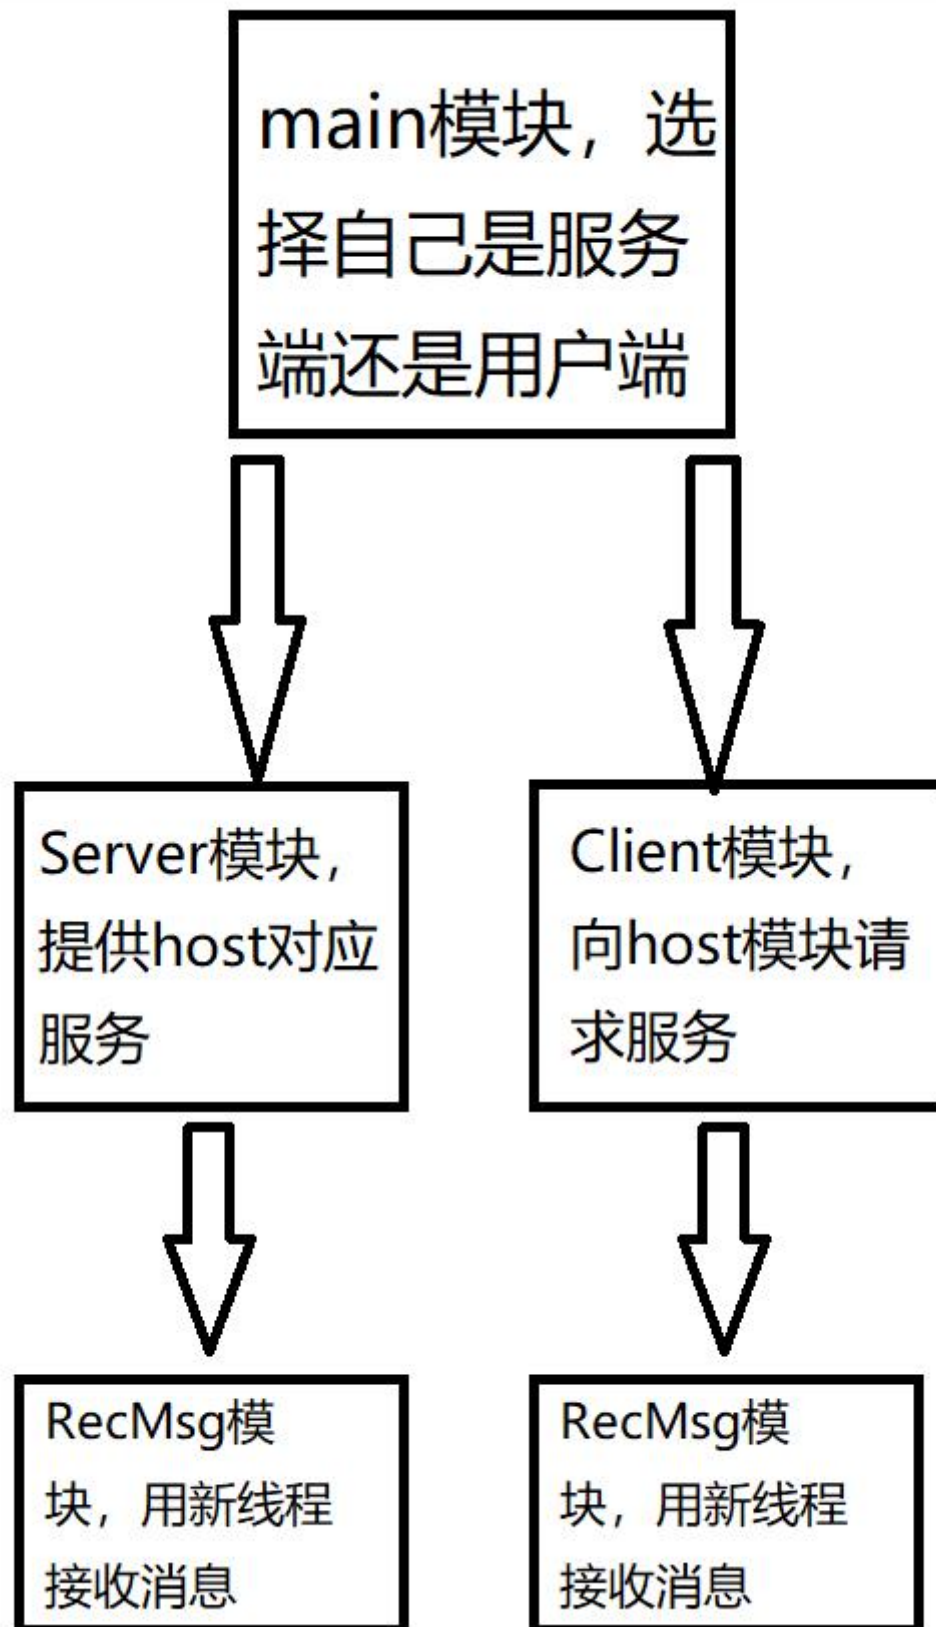 main模块，选
择自己是服务
端还是用户端
Server模块，
提供host对应
服务
Client模块，
向host模块请
求服务
RecMsg模
块，用新线程
接收消息
RecMsg模
块，用新线程
接收消息